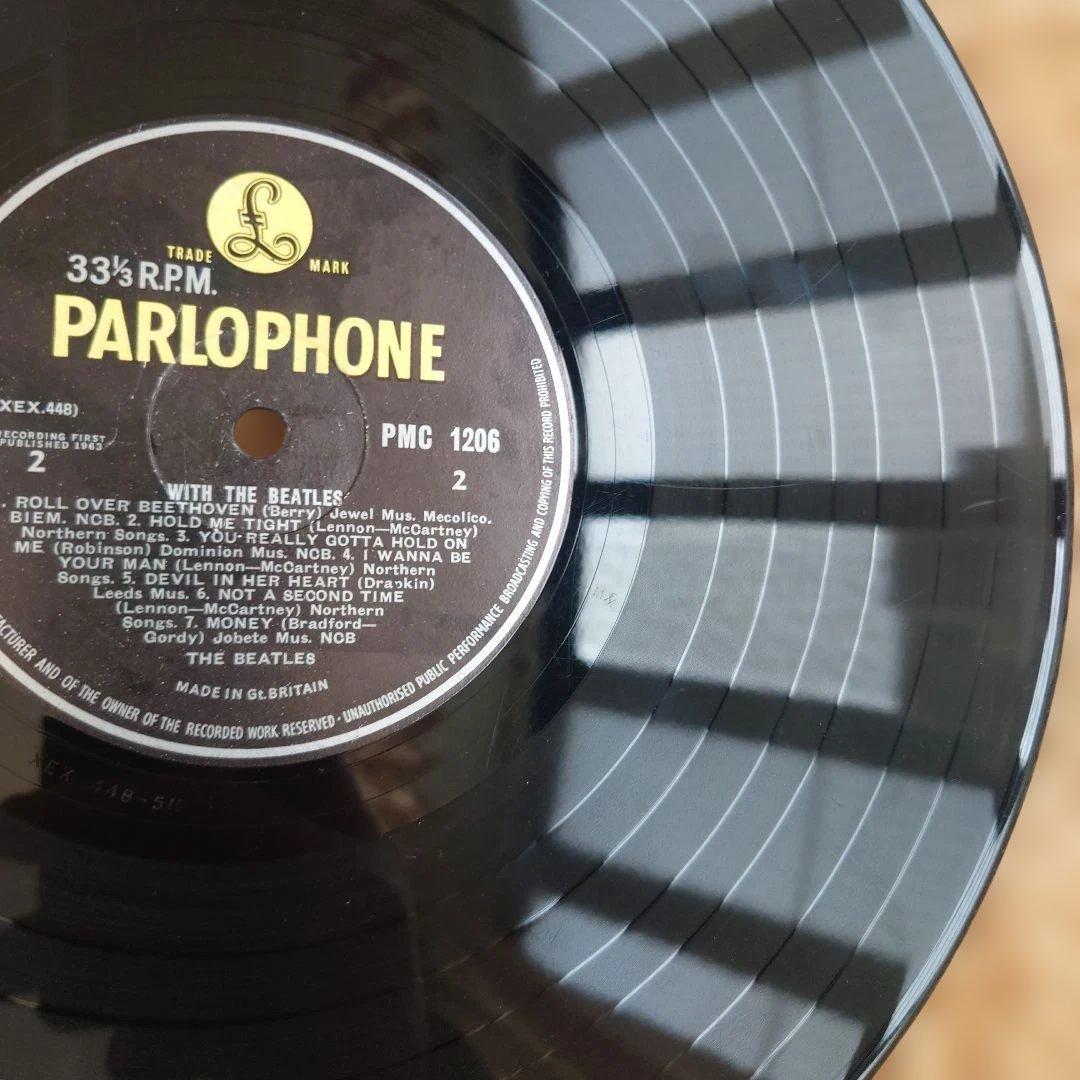 TRADE MARK
33⅓ R.P.M.
PARLOPHONE
XEX.448)
RECORDING FIRST
PUBLISHED 1963
PMC 1206
2
2
WITH THE BEATLES
. ROLL OVER BEETHOVEN (Berry) Jewel Mus. Mecolico.
BIEM. NCB. 2. HOLD ME TIGHT (Lennon—McCartney)
Northern Songs. 3. YOU REALLY GOTTA HOLD ON
ME (Robinson) Dominion Mus. NCB. 4. I WANNA BE
YOUR MAN (Lennon—McCartney) Northern
Songs. 5. DEVIL IN HER HEART (Drapkin)
Leeds Mus. 6. NOT A SECOND TIME
(Lennon—McCartney) Northern
Songs. 7. MONEY (Bradford—
Gordy) Jobete Mus. NCB
THE BEATLES
MADE IN Gt. BRITAIN
ACTURER AND OF THE OWNER OF THE RECORDED WORK RESERVED · UNAUTHORISED PUBLIC PERFORMANCE BROADCASTING AND COPYING OF THIS RECORD PROHIBITED
XEX 448-5N